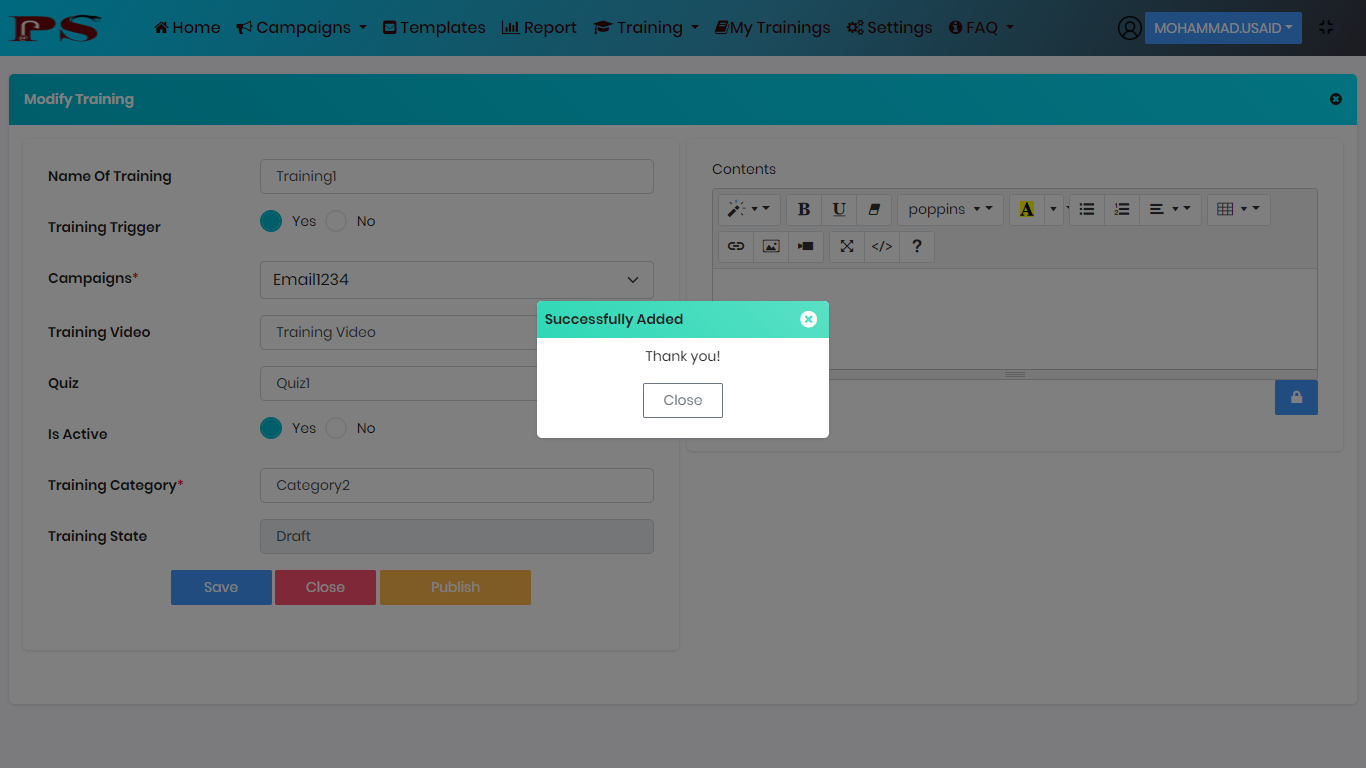 PS
Home
Campaigns
Templates
Report
Training
My Trainings
Settings
FAQ
MOHAMMAD.USAID
Modify Training
Name Of Training
Training1
Training Trigger
Yes
No
Campaigns*
Email1234
Training Video
Training Video
Quiz
Quiz1
Is Active
Yes
No
Training Category*
Category2
Training State
Draft
Save
Close
Publish
Contents
B
U
poppins
A
</>
?
Successfully Added
Thank you!
Close